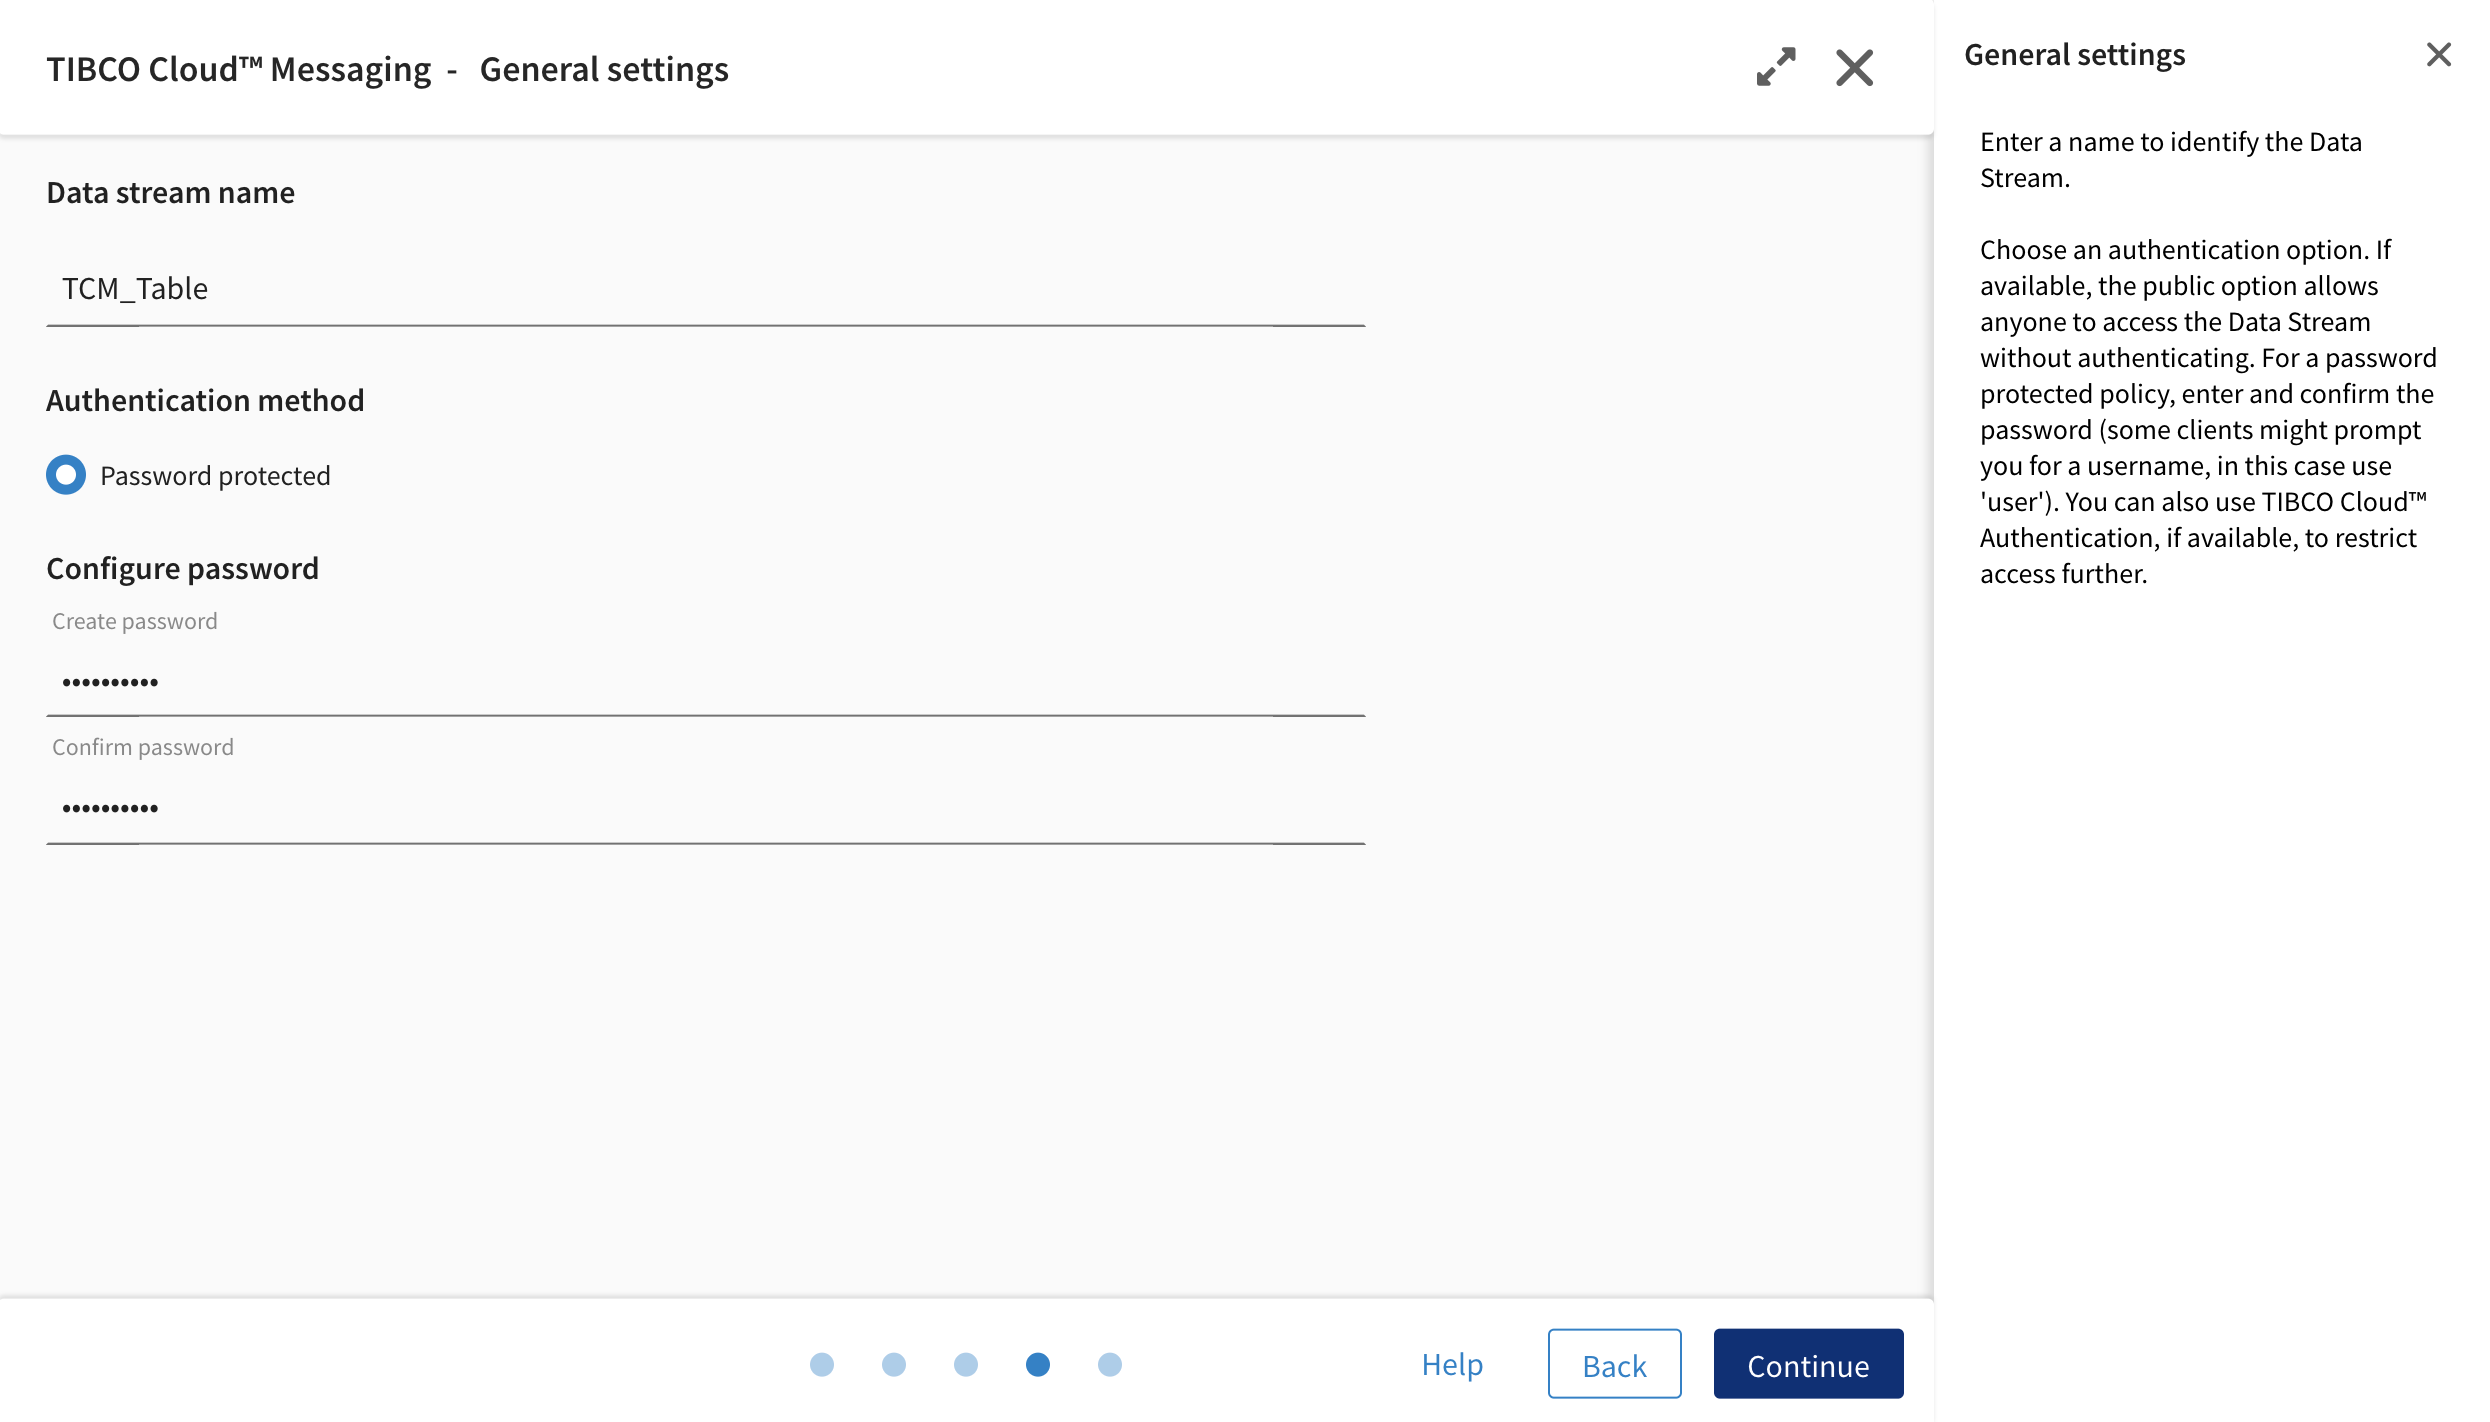 TIBCO Cloud™ Messaging - General settings
Data stream name
TCM_Table
Authentication method
Password protected
Configure password
Create password
••••••••••
Confirm password
••••••••••
Help
Back
Continue
General settings
Enter a name to identify the Data
Stream.
Choose an authentication option. If
available, the public option allows
anyone to access the Data Stream
without authenticating. For a password
protected policy, enter and confirm the
password (some clients might prompt
you for a username, in this case use
'user'). You can also use TIBCO Cloud™
Authentication, if available, to restrict
access further.